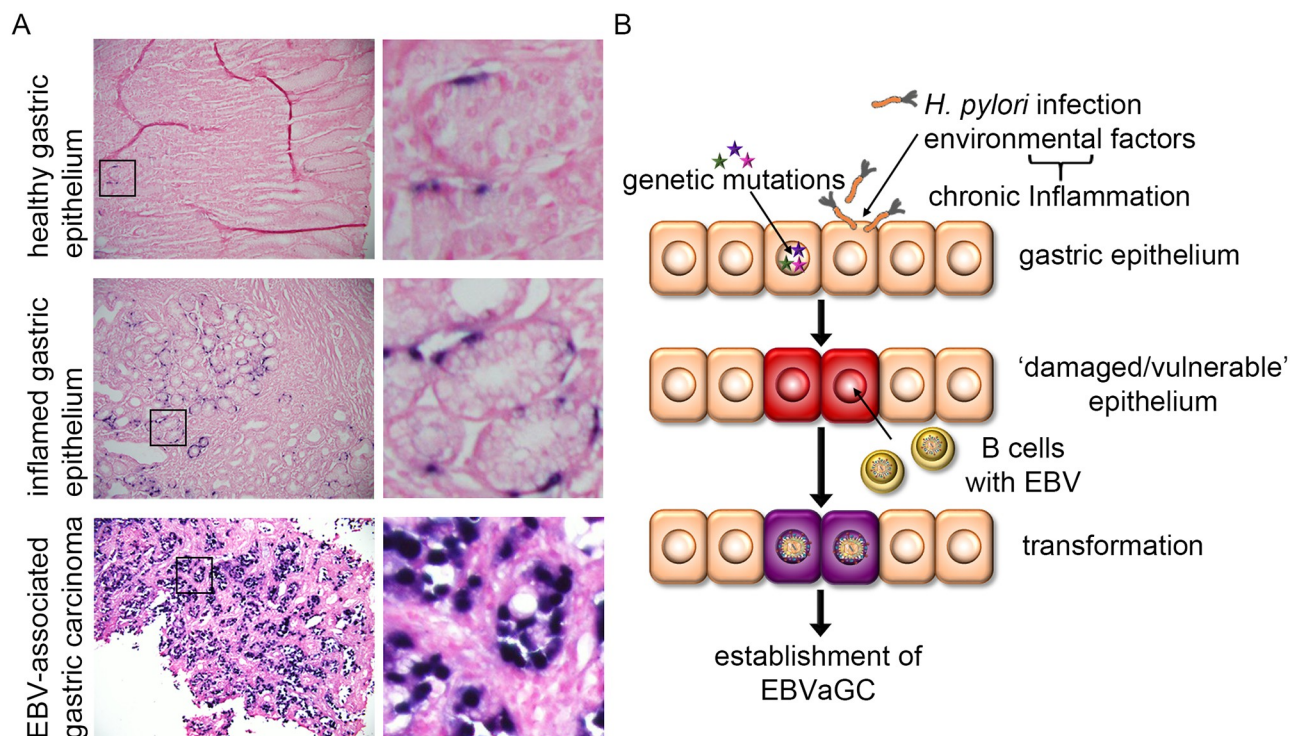 A
healthy gastric
epithelium
inflamed gastric
epithelium
EBV-associated
gastric carcinoma
B
H. pylori infection
environmental factors
genetic mutations
chronic Inflammation
gastric epithelium
‘damaged/vulnerable’
epithelium
B cells
with EBV
transformation
establishment of
EBVaGC